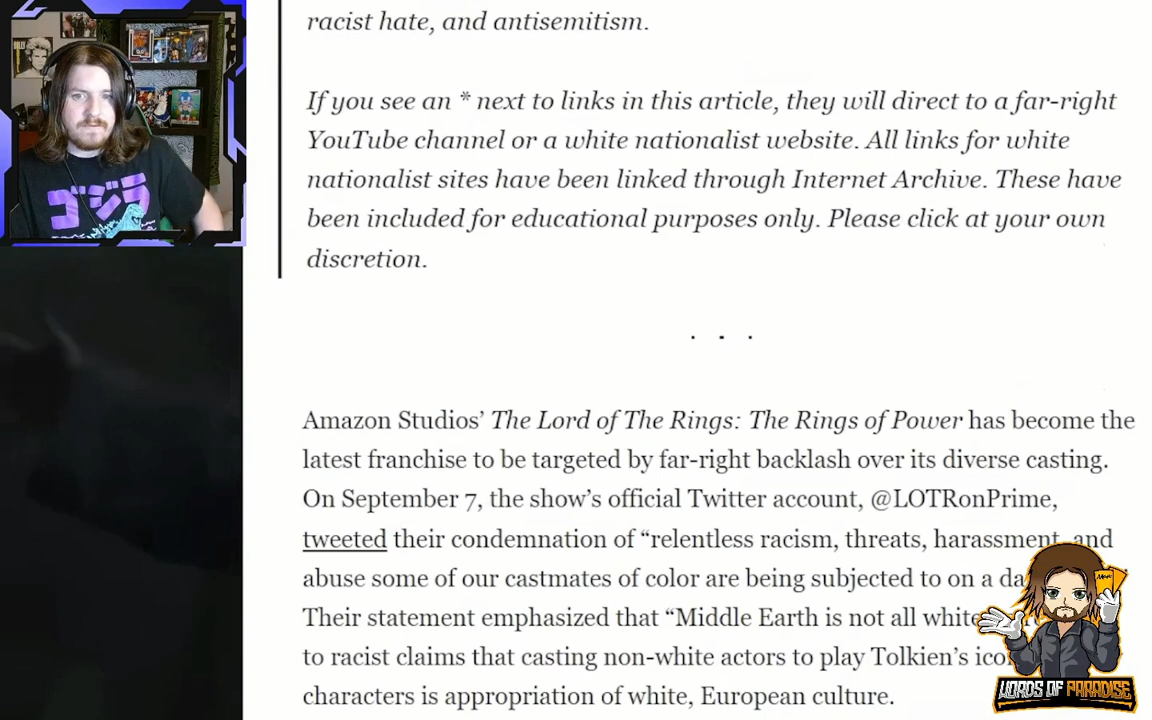 racist hate, and antisemitism.
If you see an * next to links in this article, they will direct to a far-right
YouTube channel or a white nationalist website. All links for white
nationalist sites have been linked through Internet Archive. These have
been included for educational purposes only. Please click at your own
discretion.
. . .
Amazon Studios’ The Lord of The Rings: The Rings of Power has become the
latest franchise to be targeted by far-right backlash over its diverse casting.
On September 7, the show’s official Twitter account, @LOTRonPrime,
tweeted their condemnation of “relentless racism, threats, harassment, and
abuse some of our castmates of color are being subjected to on a da
Their statement emphasized that “Middle Earth is not all white
to racist claims that casting non-white actors to play Tolkien’s
characters is appropriation of white, European culture.
ゴジラ
WORDS OF PARADISE